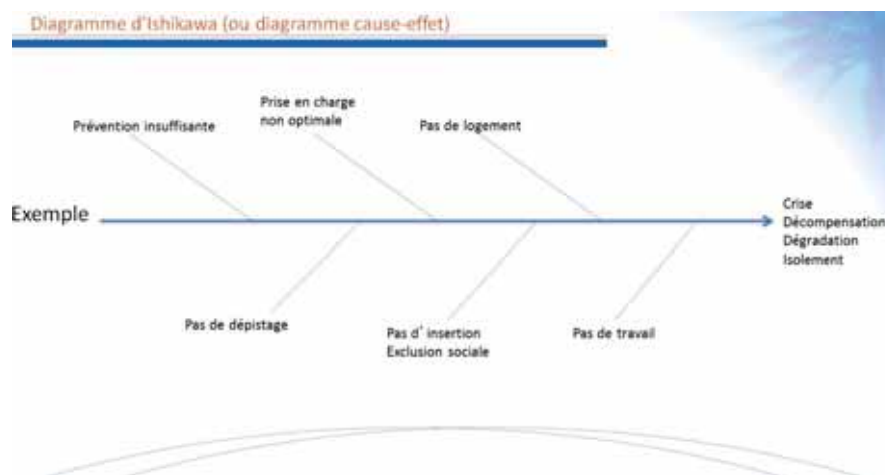 Diagramme d'Ishikawa (ou diagramme cause-effet)
Prise en charge
non optimale
Prévention insuffisante
Pas de logement
Exemple
Crise
Décompensation
Dégradation
Isolement
Pas de dépistage
Pas d' insertion
Exclusion sociale
Pas de travail